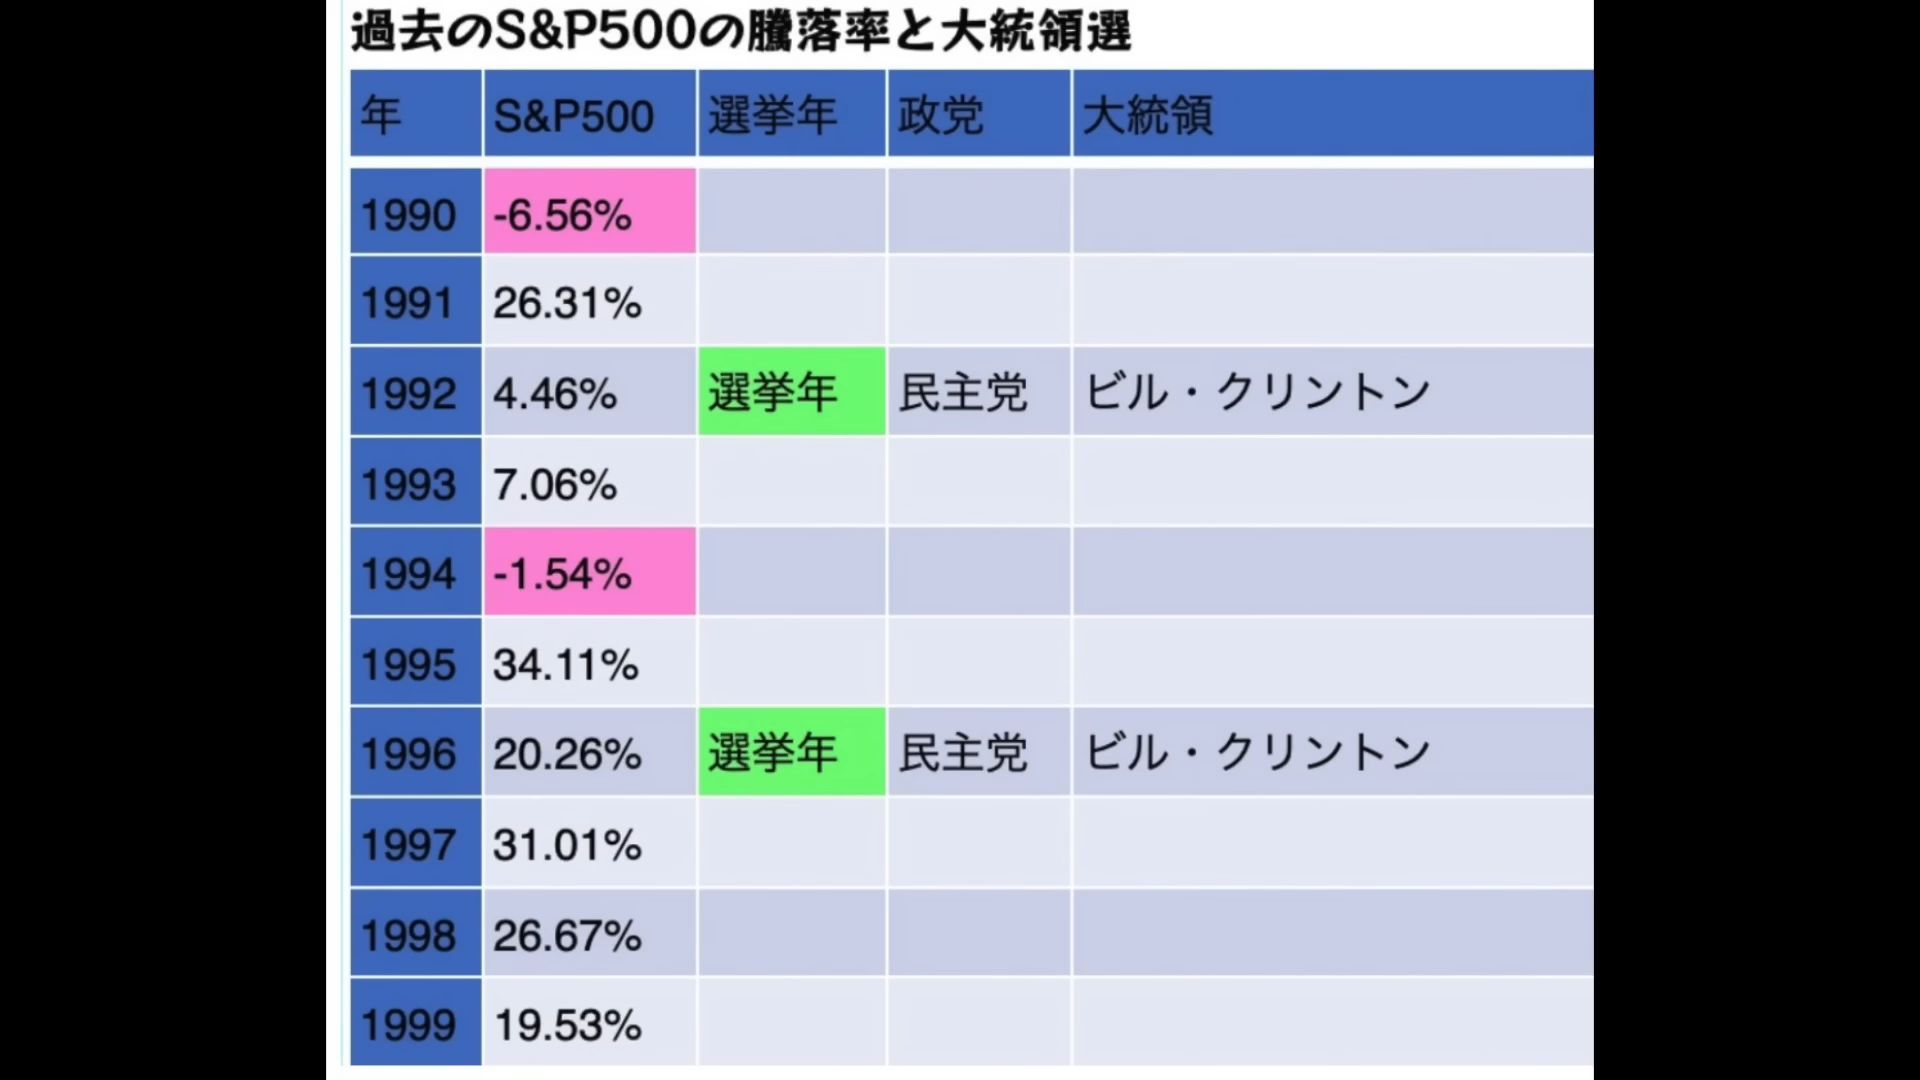 過去のS&P500の騰落率と大統領選
年 S&P500 選挙年 政党 大統領
1990 -6.56%
1991 26.31%
1992 4.46% 選挙年 民主党 ビル・クリントン
1993 7.06%
1994 -1.54%
1995 34.11%
1996 20.26% 選挙年 民主党 ビル・クリントン
1997 31.01%
1998 26.67%
1999 19.53%